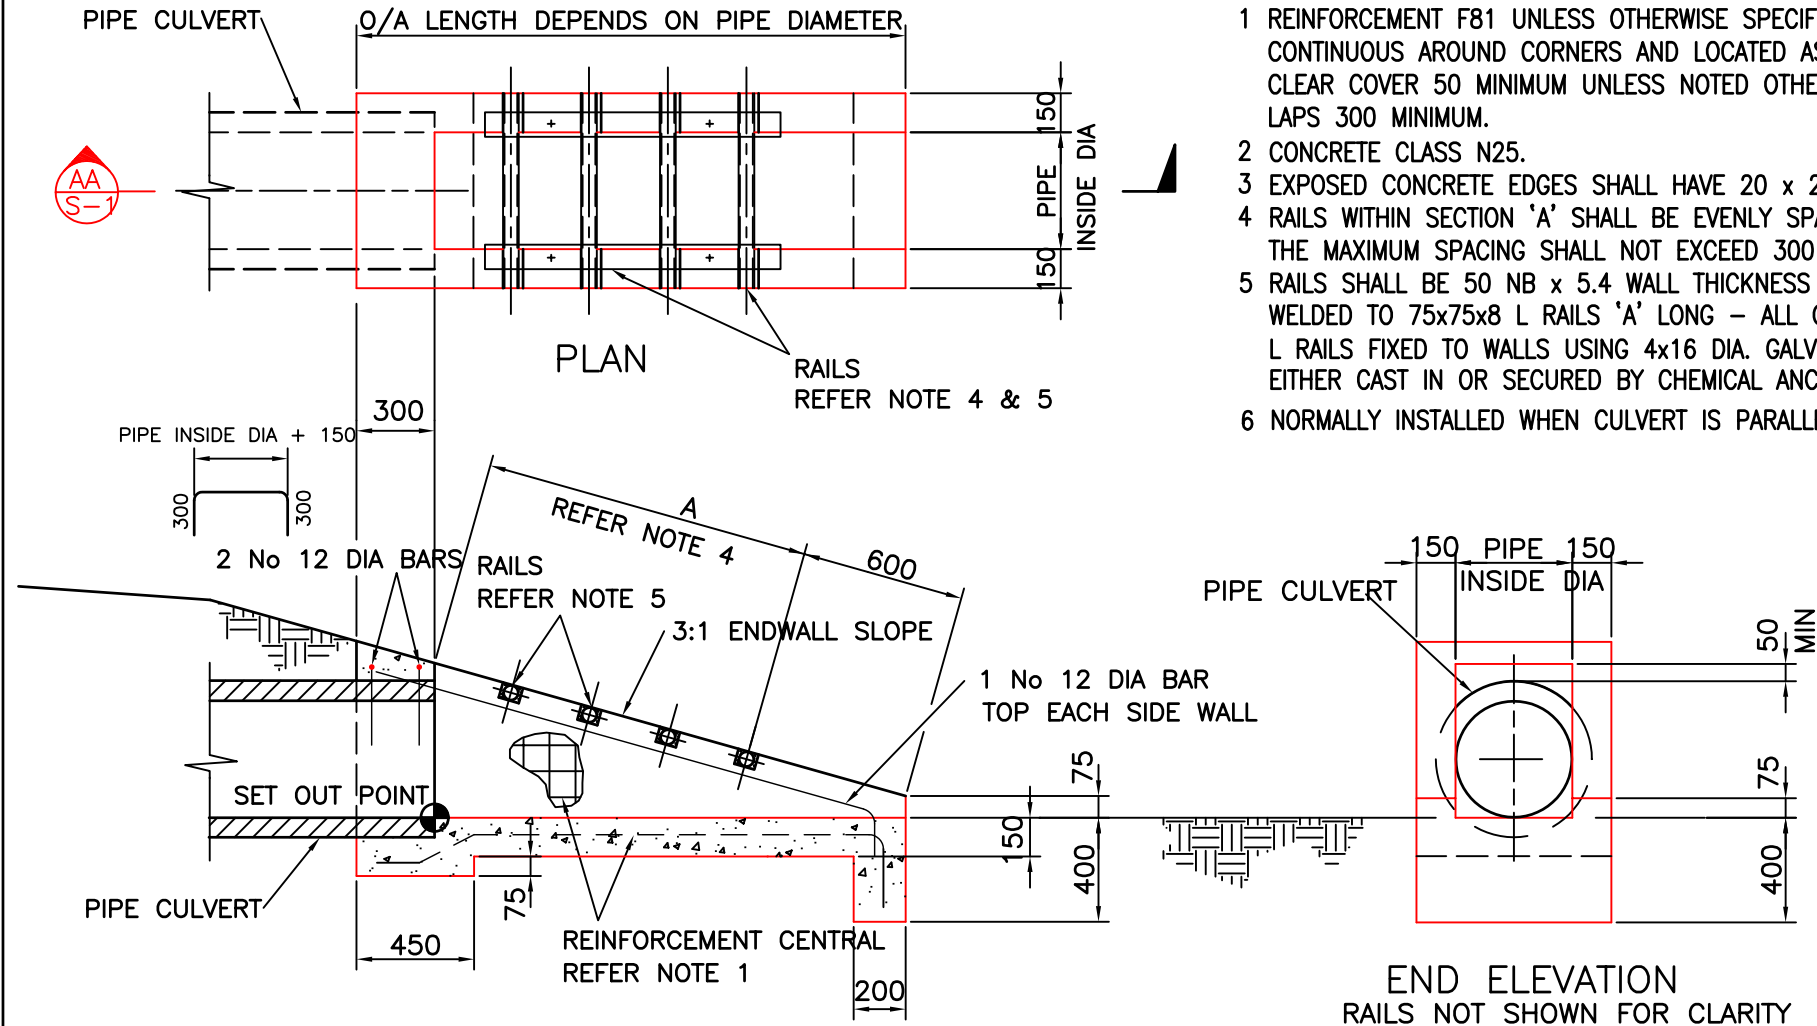 PIPE CULVERT
O/A LENGTH DEPENDS ON PIPE DIAMETER
AA
S-1
150
PIPE
INSIDE DIA
150
PLAN
RAILS
REFER NOTE 4 & 5
1 REINFORCEMENT F81 UNLESS OTHERWISE SPECIF
CONTINUOUS AROUND CORNERS AND LOCATED AS
CLEAR COVER 50 MINIMUM UNLESS NOTED OTHE
LAPS 300 MINIMUM.
2 CONCRETE CLASS N25.
3 EXPOSED CONCRETE EDGES SHALL HAVE 20 x 2
4 RAILS WITHIN SECTION 'A' SHALL BE EVENLY SPA
THE MAXIMUM SPACING SHALL NOT EXCEED 300
5 RAILS SHALL BE 50 NB x 5.4 WALL THICKNESS
WELDED TO 75x75x8 L RAILS 'A' LONG – ALL
L RAILS FIXED TO WALLS USING 4x16 DIA. GALV
EITHER CAST IN OR SECURED BY CHEMICAL ANC
6 NORMALLY INSTALLED WHEN CULVERT IS PARALLE
300
PIPE INSIDE DIA + 150
300
300
2 No 12 DIA BARS
RAILS
REFER NOTE 5
A
REFER NOTE 4
600
3:1 ENDWALL SLOPE
1 No 12 DIA BAR
TOP EACH SIDE WALL
SET OUT POINT
PIPE CULVERT
75
150
400
75
450
REINFORCEMENT CENTRAL
REFER NOTE 1
200
150 PIPE 150
INSIDE DIA
PIPE CULVERT
50
MIN
75
400
END ELEVATION
RAILS NOT SHOWN FOR CLARITY